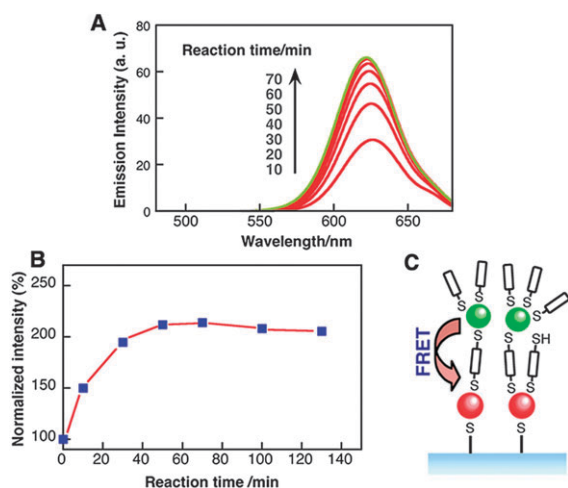 A
Emission Intensity (a. u.)
80
60
40
20
0
Reaction time/min
70
60
50
40
30
20
10
500
550
600
650
Wavelength/nm
B
Normalized intensity (%)
250
200
150
100
0
20
40
60
80
100
120
140
Reaction time /min
C
S
S
S
S
S
S
S
SH
FRET
S
S
S
S
S